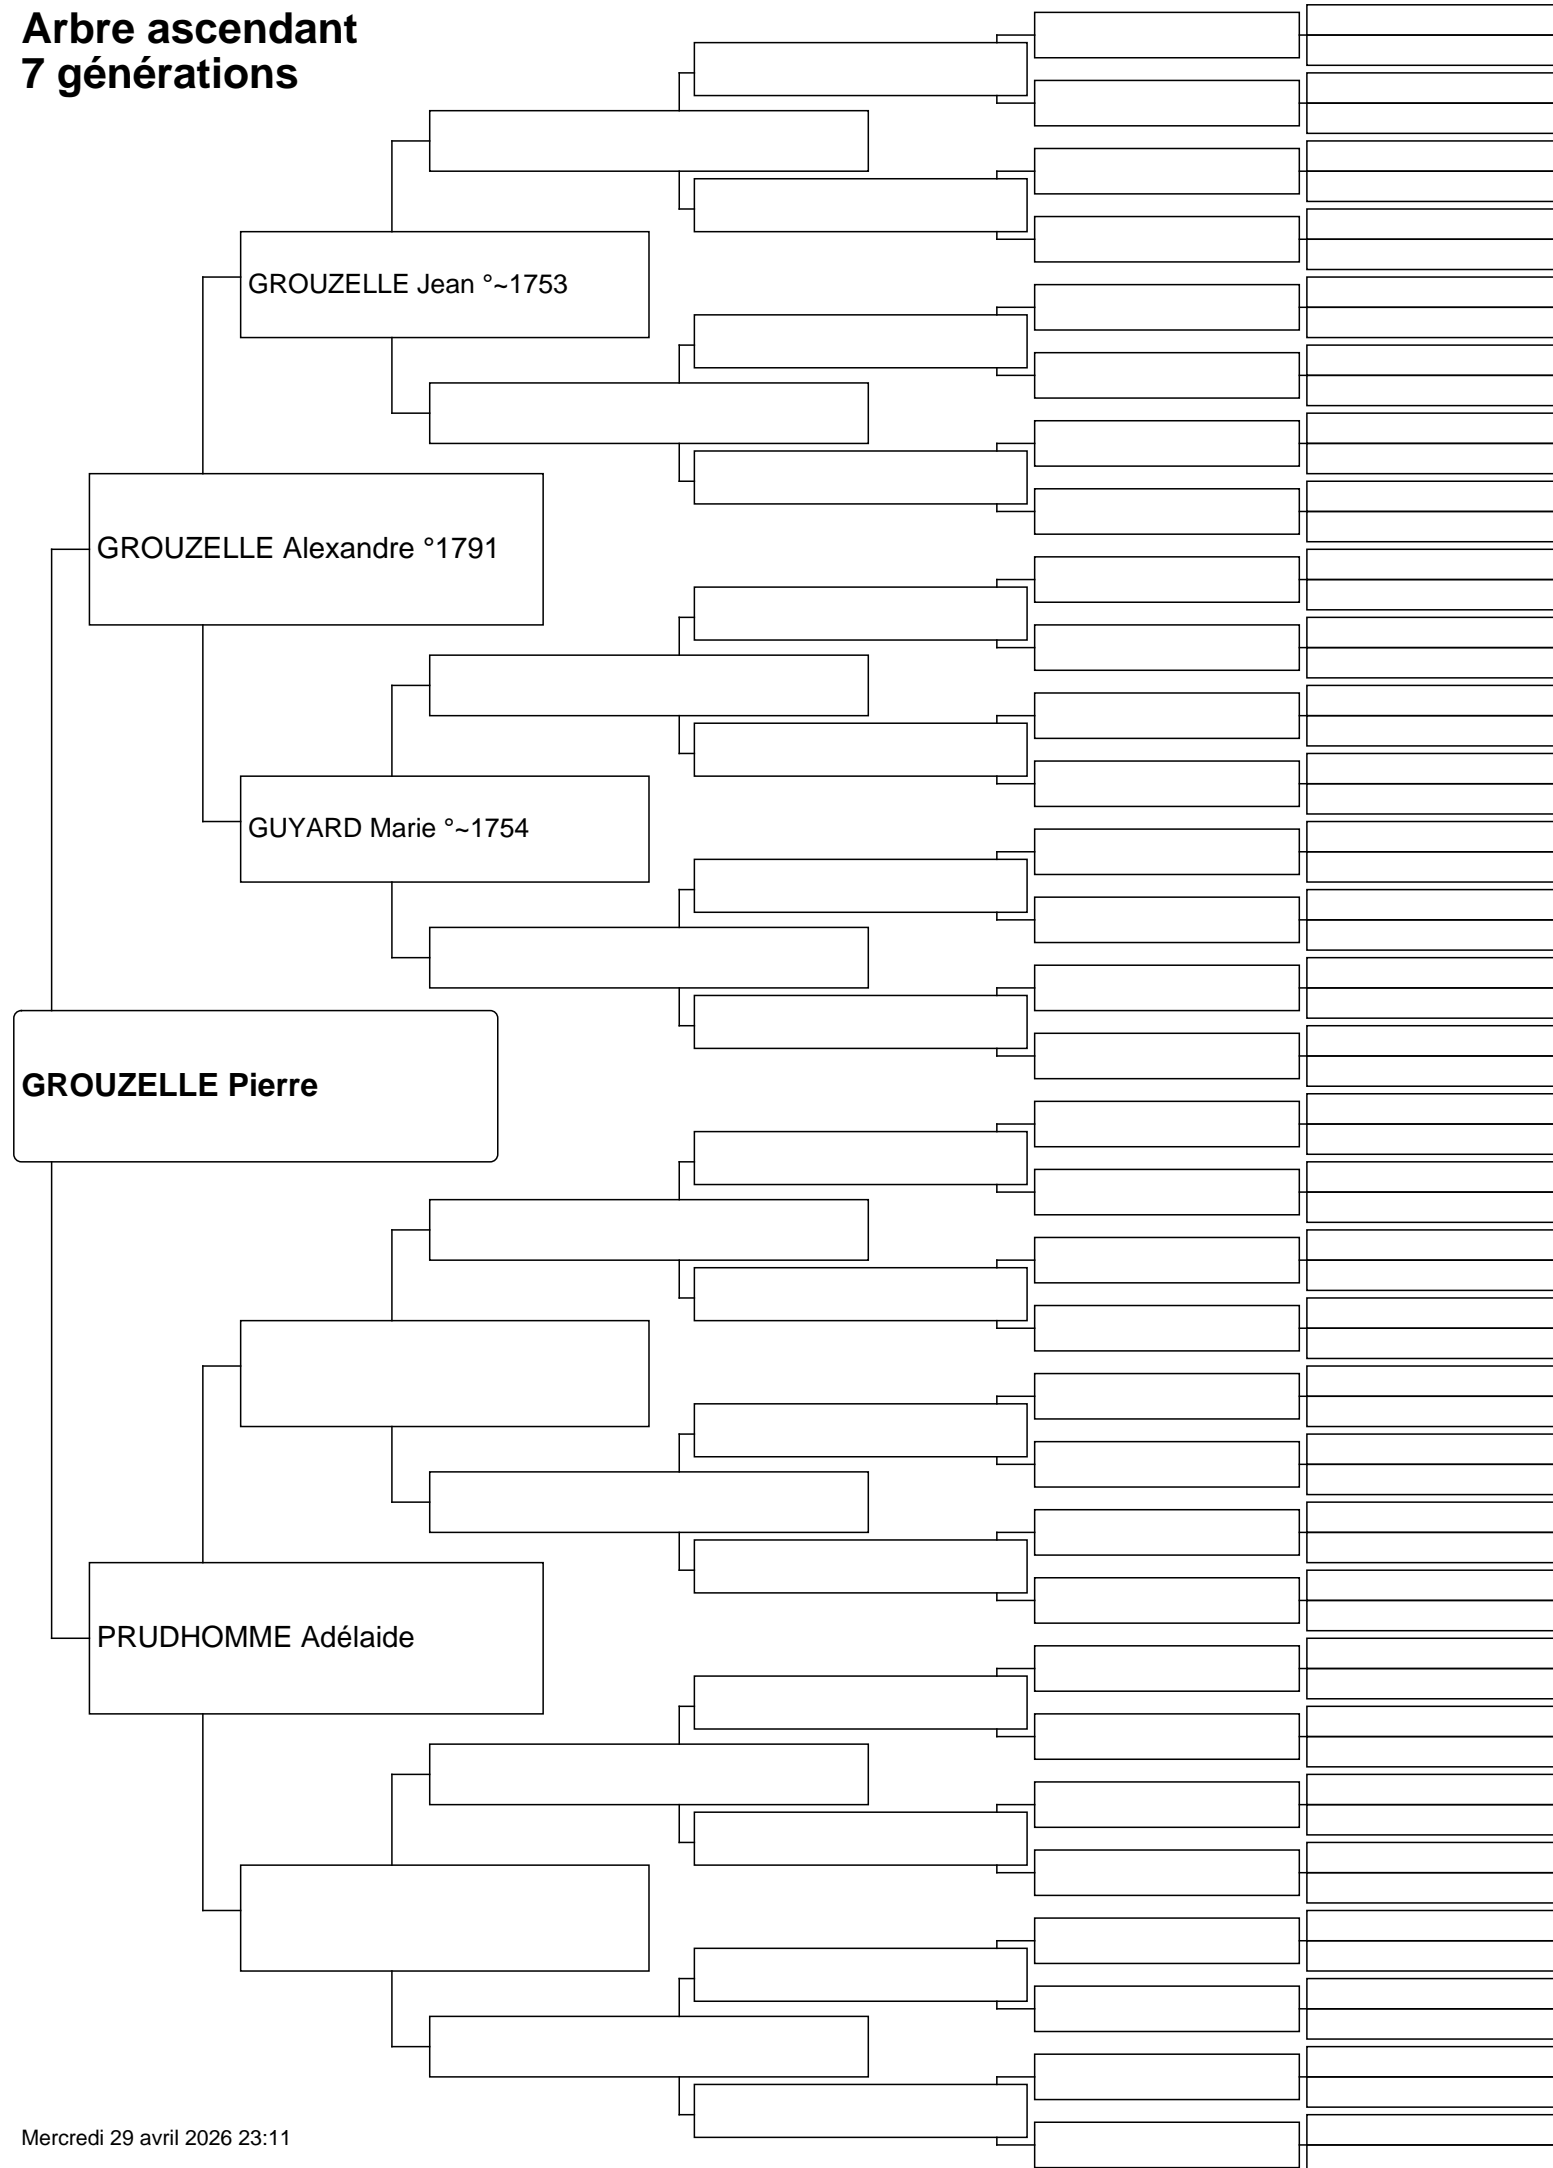 Arbre ascendant
7 générations
GROUZELLE Jean °~1753
GROUZELLE Alexandre °1791
GUYARD Marie °~1754
GROUZELLE Pierre
PRUDHOMME Adélaide
Mercredi 29 avril 2026 23:11